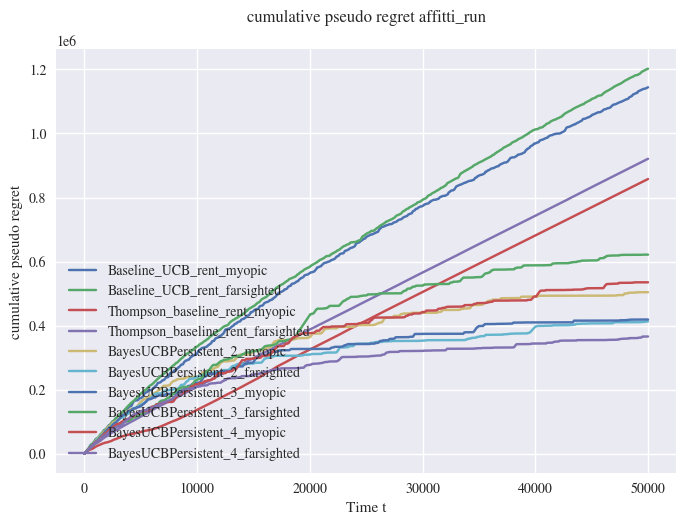 cumulative pseudo regret affitti_run
1e6
1.2
1.0
0.8
0.6
0.4
0.2
0.0
cumulative pseudo regret
Baseline_UCB_rent_myopic
Baseline_UCB_rent_farsighted
Thompson_baseline_rent_myopic
Thompson_baseline_rent_farsighted
BayesUCBPersistent_2_myopic
BayesUCBPersistent_2_farsighted
BayesUCBPersistent_3_myopic
BayesUCBPersistent_3_farsighted
BayesUCBPersistent_4_myopic
BayesUCBPersistent_4_farsighted
0 10000 20000 30000 40000 50000
Time t